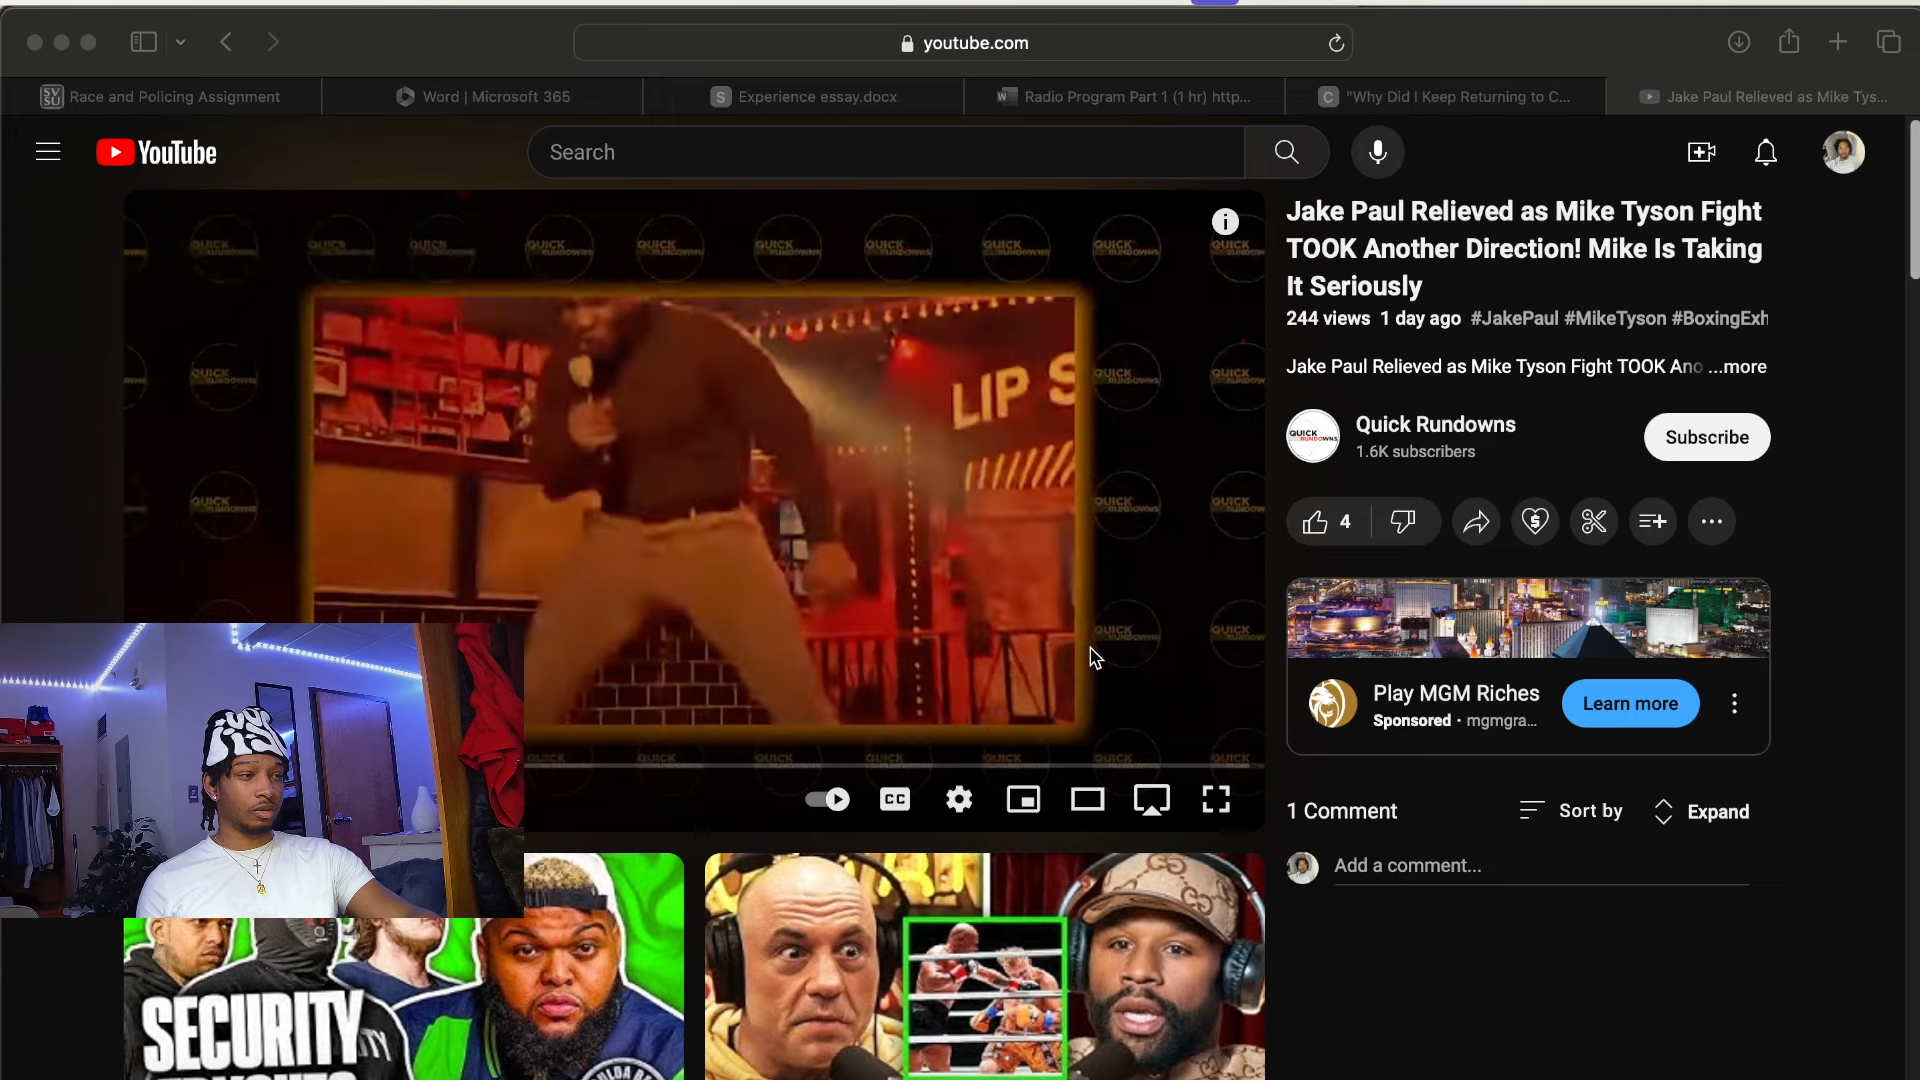 youtube.com
SVSU Race and Policing Assignment
Word | Microsoft 365
S Experience essay.docx
W Radio Program Part 1 (1 hr) http...
C "Why Did I Keep Returning to C...
Jake Paul Relieved as Mike Tys...
YouTube
Search
Jake Paul Relieved as Mike Tyson Fight
TOOK Another Direction! Mike Is Taking
It Seriously
244 views 1 day ago #JakePaul #MikeTyson #BoxingExh
Jake Paul Relieved as Mike Tyson Fight TOOK Ano ...more
QUICK RUNDOWNS
Quick Rundowns
1.6K subscribers
Subscribe
4
LIP S
Play MGM Riches
Sponsored · mgmgra...
Learn more
CC
1 Comment
Sort by
Expand
Add a comment...
SECURITY